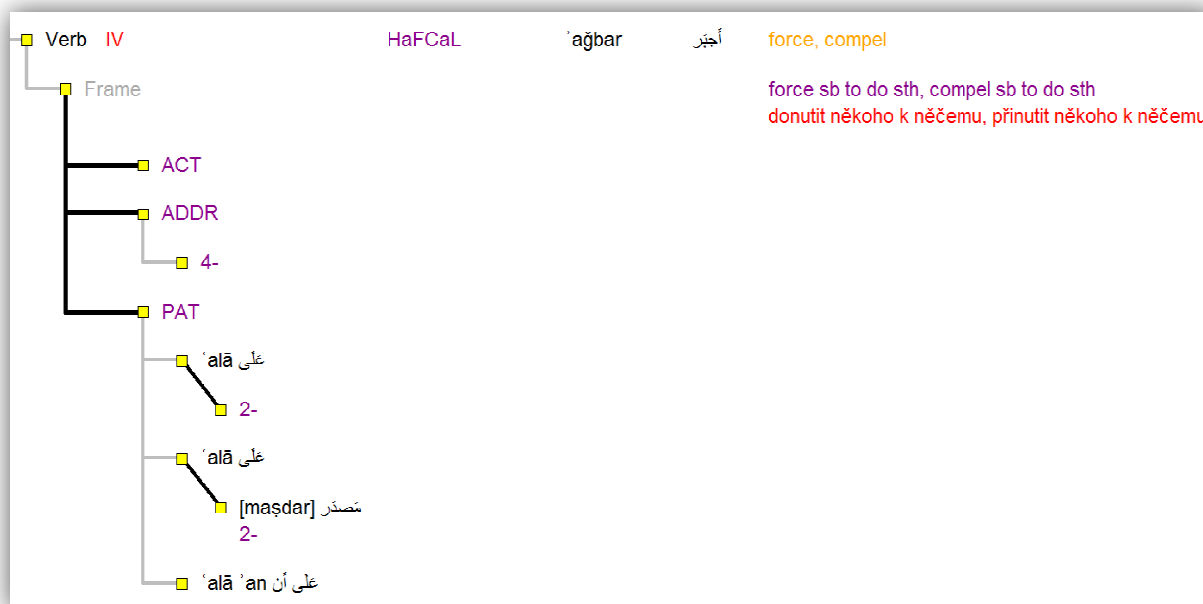 Verb IV HaFCaL ʾağbar أَجبَر force, compel
Frame force sb to do sth, compel sb to do sth
donutit někoho k něčemu, přinutit někoho k něčemu
ACT
ADDR
4-
PAT
ʿalā عَلَى
2-
ʿalā عَلَى
[maṣdar] مَصدَر
2-
ʿalā ʾan عَلَى أَن